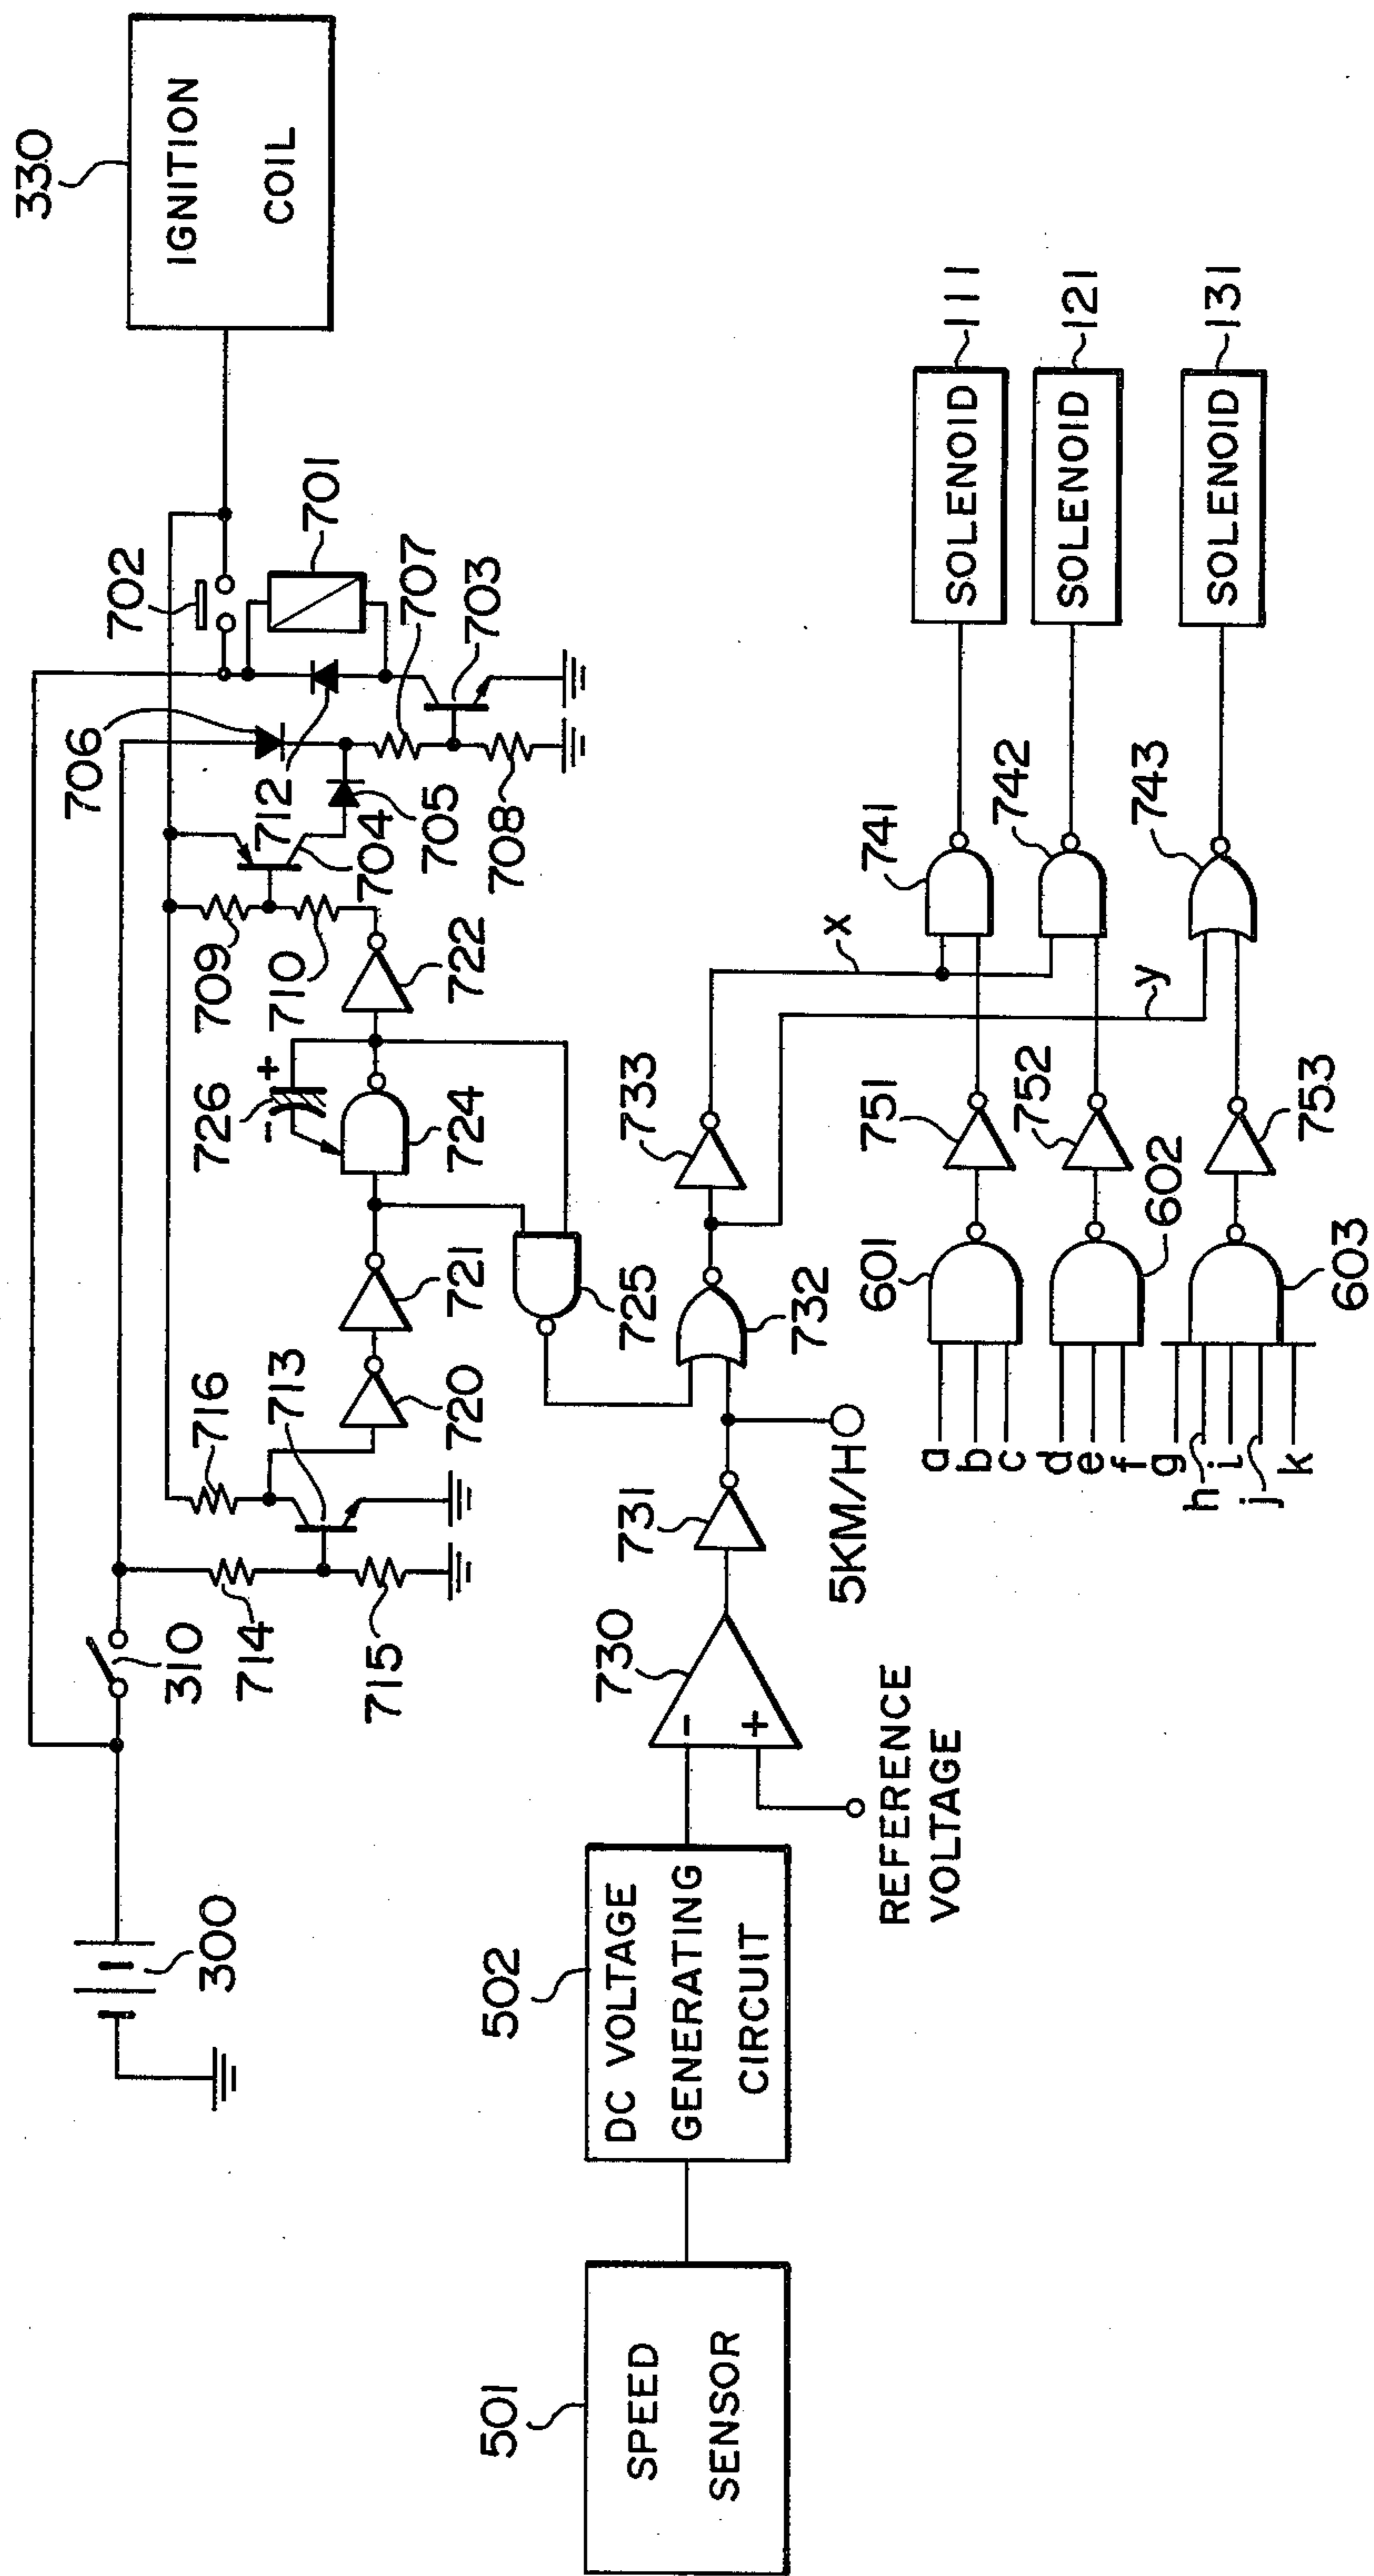 330
IGNITION
COIL
702
701
706
712
707
703
704
705
708
709
710
722
726
+
-
724
716
713
721
725
720
310
714
715
300
733
732
731
5KM/H
730
-
+
REFERENCE
VOLTAGE
502
DC VOLTAGE
GENERATING
CIRCUIT
501
SPEED
SENSOR
x
y
741
742
743
SOLENOID
111
SOLENOID
121
SOLENOID
131
751
752
753
601
602
603
a
b
c
d
e
f
g
h
i
j
k